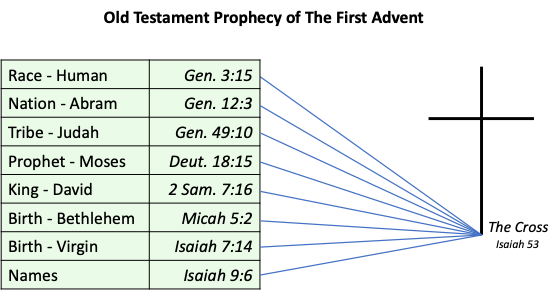 Old Testament Prophecy of The First Advent
Race - Human Gen. 3:15
Nation - Abram Gen. 12:3
Tribe - Judah Gen. 49:10
Prophet - Moses Deut. 18:15
King - David 2 Sam. 7:16
Birth - Bethlehem Micah 5:2
Birth - Virgin Isaiah 7:14
Names Isaiah 9:6
The Cross
Isaiah 53